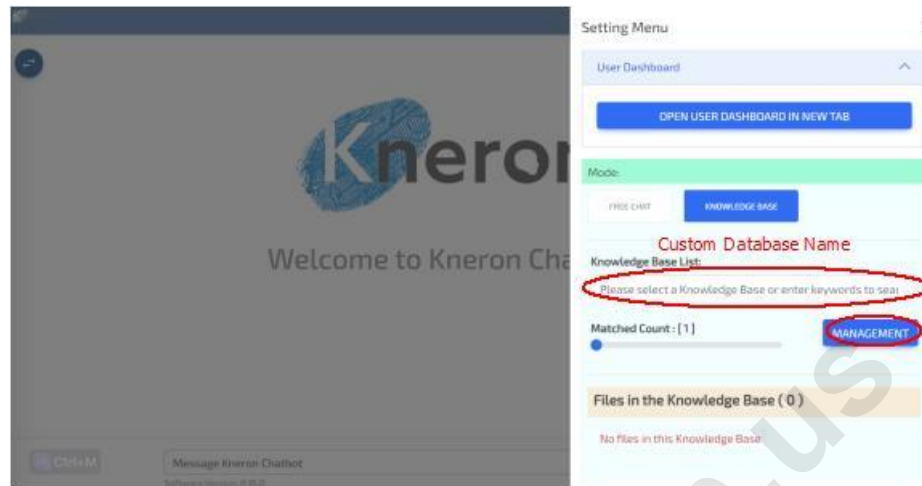 Setting Menu
User Dashboard
OPEN USER DASHBOARD IN NEW TAB
Kneron
Mode:
FREE CHAT KNOWLEDGE BASE
Welcome to Kneron Cha
Custom Database Name
Knowledge Base List:
Please select a Knowledge Base or enter keywords to sear
Matched Count : [ 1 ]
MANAGEMENT
Files in the Knowledge Base ( 0 )
No files in this Knowledge Base
Ctrl+M
Message Kneron Chatbot
.us